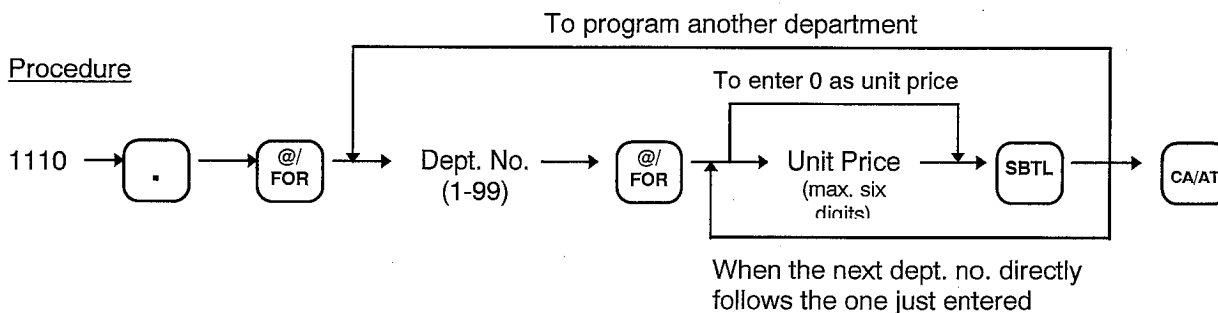 To program another department
Procedure
To enter 0 as unit price
1110
.
@/
FOR
Dept. No.
(1-99)
@/
FOR
Unit Price
(max. six
digits)
SBTL
CA/AT
When the next dept. no. directly
follows the one just entered